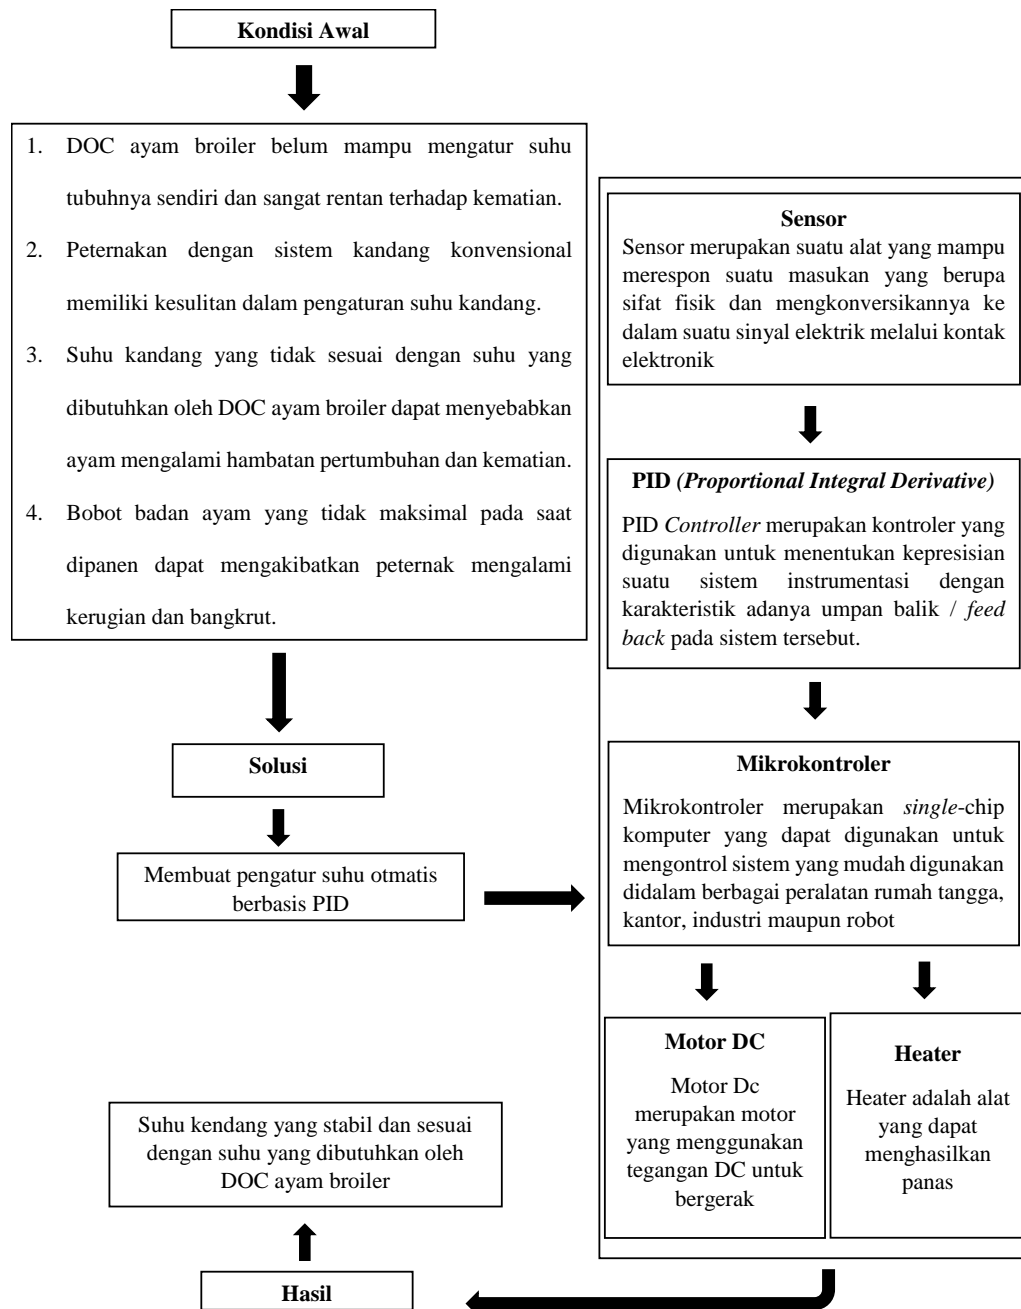 Kondisi Awal
1. DOC ayam broiler belum mampu mengatur suhu
tubuhnya sendiri dan sangat rentan terhadap kematian.
2. Peternakan dengan sistem kandang konvensional
memiliki kesulitan dalam pengaturan suhu kandang.
3. Suhu kandang yang tidak sesuai dengan suhu yang
dibutuhkan oleh DOC ayam broiler dapat menyebabkan
ayam mengalami hambatan pertumbuhan dan kematian.
4. Bobot badan ayam yang tidak maksimal pada saat
dipanen dapat mengakibatkan peternak mengalami
kerugian dan bangkrut.
Solusi
Membuat pengatur suhu otmatis
berbasis PID
Sensor
Sensor merupakan suatu alat yang mampu
merespon suatu masukan yang berupa
sifat fisik dan mengkonversikannya ke
dalam suatu sinyal elektrik melalui kontak
elektronik
PID (Proportional Integral Derivative)
PID Controller merupakan kontroler yang
digunakan untuk menentukan kepresisian
suatu sistem instrumentasi dengan
karakteristik adanya umpan balik / feed
back pada sistem tersebut.
Mikrokontroler
Mikrokontroler merupakan single-chip
komputer yang dapat digunakan untuk
mengontrol sistem yang mudah digunakan
didalam berbagai peralatan rumah tangga,
kantor, industri maupun robot
Motor DC
Motor Dc
merupakan motor
yang menggunakan
tegangan DC untuk
bergerak
Heater
Heater adalah alat
yang dapat
menghasilkan
panas
Suhu kendang yang stabil dan sesuai
dengan suhu yang dibutuhkan oleh
DOC ayam broiler
Hasil